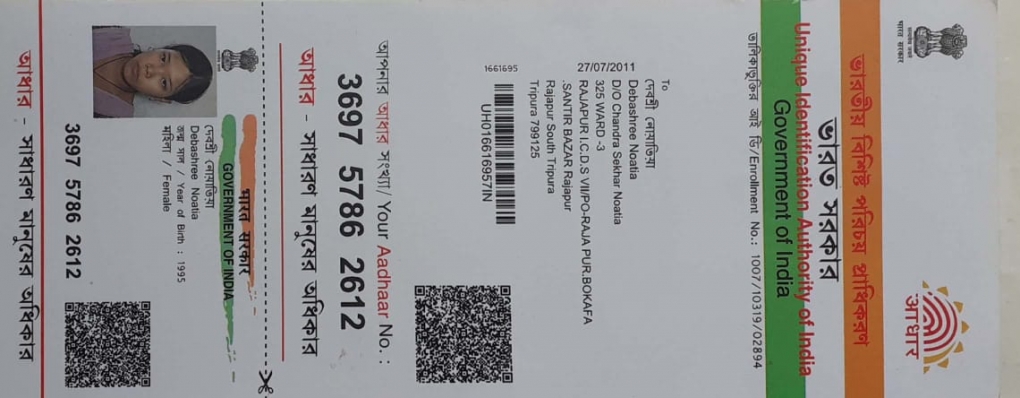 भारत सरकार
ভাৰতীয় বিশিষ্ট পরিচয় প্রাধিকরণ
ভারত সরকার
Unique Identification Authority of India
Government of India
आधार
তালিকাভুক্তির আই ডি/Enrollment No.: 1007/10319/02894
To
দেবশ্রী নোয়াতিয়া
Debashree Noatia
D/O Chandra Sekhar Noatia
325 WARD -3
RAJAPUR I.C.D.S VII/PO-RAJA PUR.BOKAFA
.SANTIR BAZAR Rajapur
Rajapur South Tripura
Tripura 799125
27/07/2011
1661695
UH016616957IN
আপনার আধার সংখ্যা/ Your Aadhaar No. :
3697 5786 2612
আধার - সাধারণ মানুষের অধিকার
भारत सरकार
GOVERNMENT OF INDIA
দেবশ্রী নোয়াতিয়া
Debashree Noatia
জন্ম সাল / Year of Birth : 1995
মহিলা / Female
3697 5786 2612
আধার - সাধারণ মানুষের অধিকার